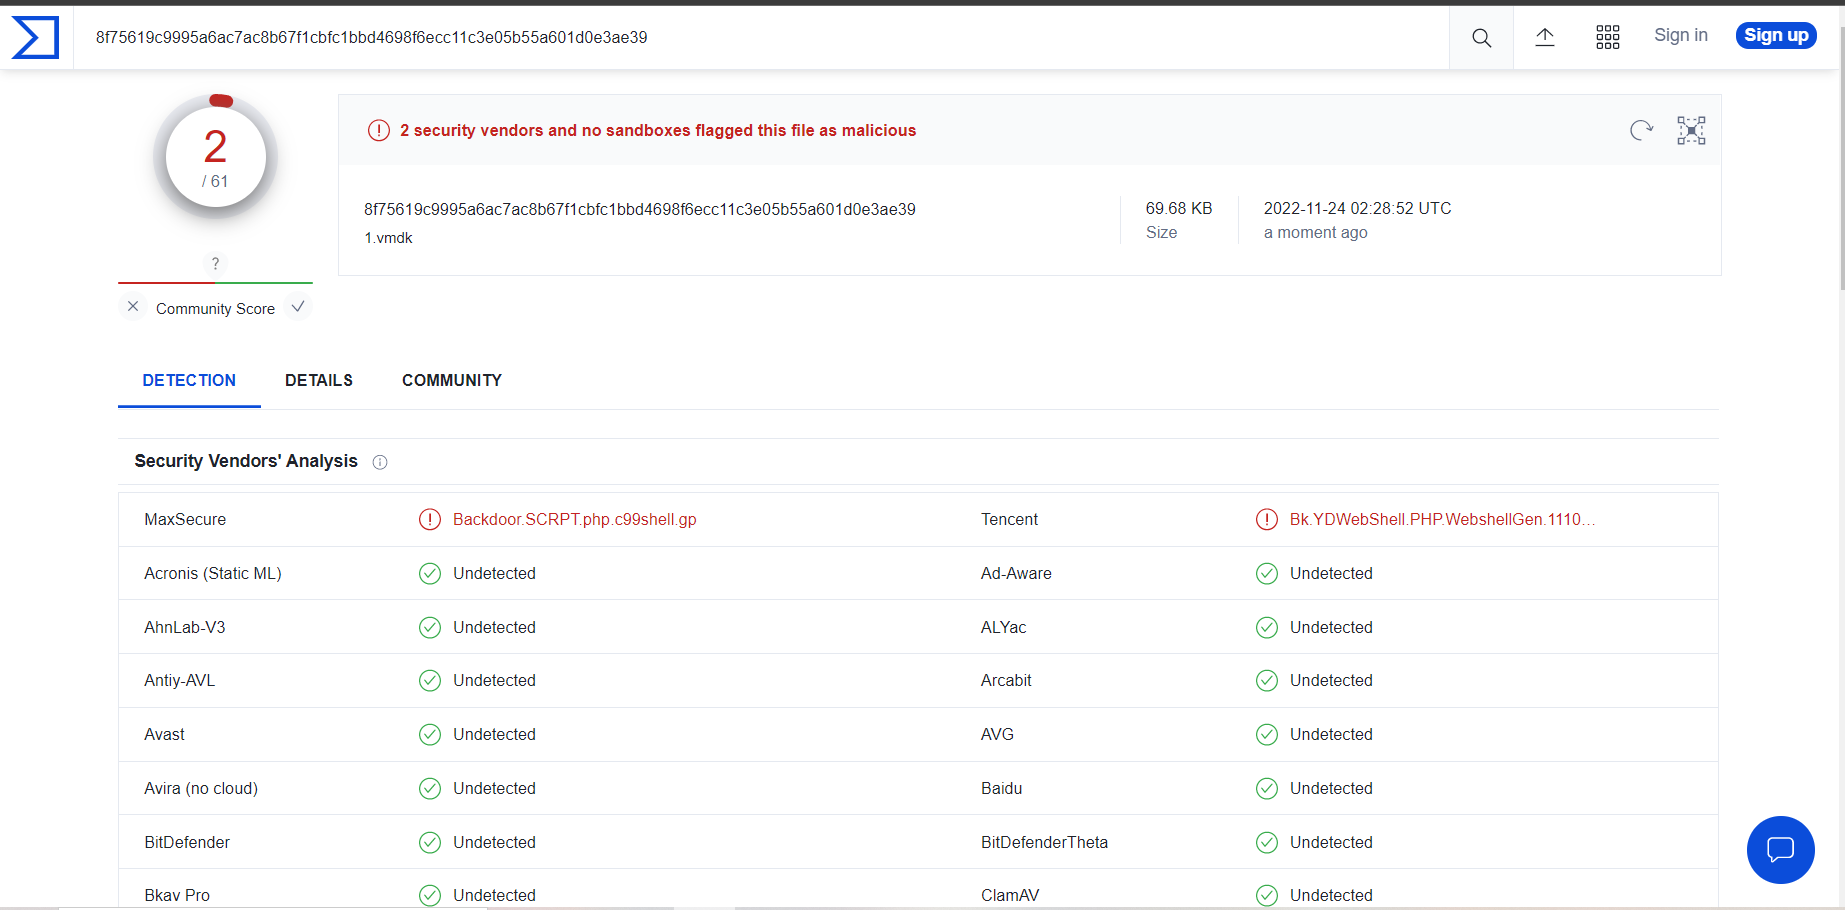 8f75619c9995a6ac7ac8b67f1cbfc1bbd4698f6ecc11c3e05b55a601d0e3ae39
Sign in
Sign up
2
/ 61
?
Community Score
2 security vendors and no sandboxes flagged this file as malicious
8f75619c9995a6ac7ac8b67f1cbfc1bbd4698f6ecc11c3e05b55a601d0e3ae39
1.vmdk
69.68 KB
Size
2022-11-24 02:28:52 UTC
a moment ago
DETECTION DETAILS COMMUNITY
Security Vendors' Analysis
MaxSecure Backdoor.SCRPT.php.c99shell.gp Tencent Bk.YDWebShell.PHP.WebshellGen.1110...
Acronis (Static ML) Undetected Ad-Aware Undetected
AhnLab-V3 Undetected ALYac Undetected
Antiy-AVL Undetected Arcabit Undetected
Avast Undetected AVG Undetected
Avira (no cloud) Undetected Baidu Undetected
BitDefender Undetected BitDefenderTheta Undetected
Bkav Pro Undetected ClamAV Undetected